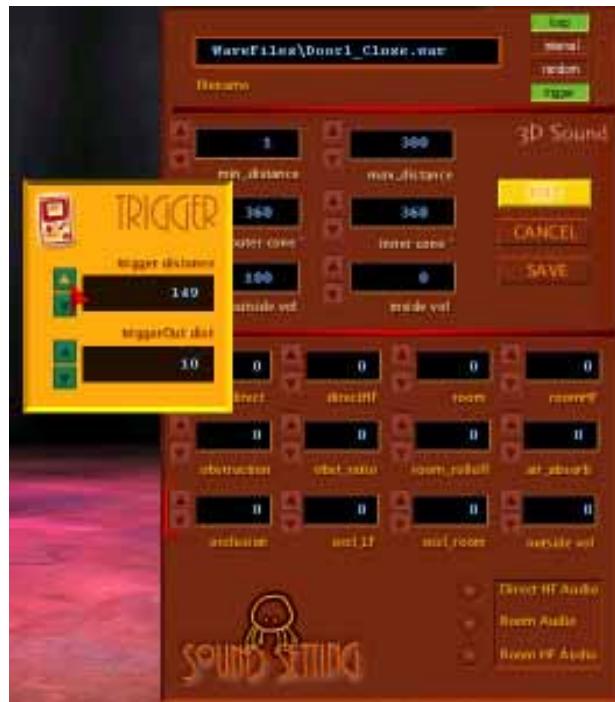 loop
WaveFiles\Door1_Close.wav
manual
random
filename
trigger
3D Sound
1 380
min_distance max_distance
TRIGGER
360 360
outer cone inner cone
CANCEL
trigger distance
100 0
SAVE
149
outside vol inside vol
triggerOut dist
10
0 0 0 0
direct directHF room roomHF
0 0 0 0
obstruction obst_ratio room_rolloff air_absorb
0 0 0 0
occlusion occl_LF occl_room outside vol
Direct HF Audio
Room Audio
Room HF Audio
SOUND SETTING